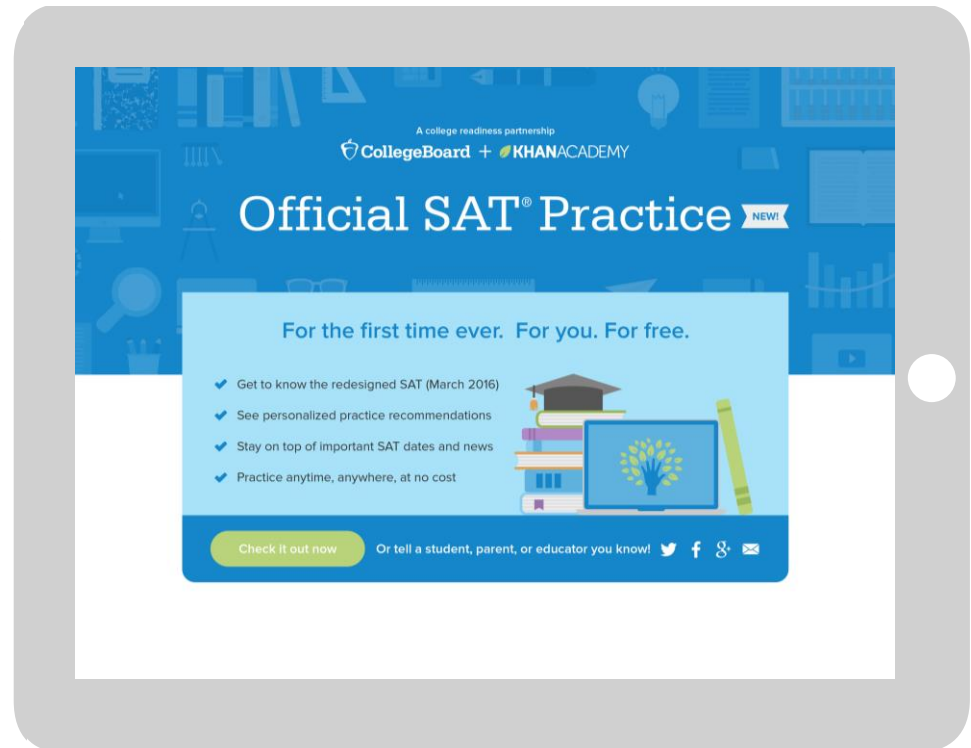 A college readiness partnership
CollegeBoard + KHANACADEMY
Official SAT® Practice NEW!
For the first time ever. For you. For free.
Get to know the redesigned SAT (March 2016)
See personalized practice recommendations
Stay on top of important SAT dates and news
Practice anytime, anywhere, at no cost
Check it out now Or tell a student, parent, or educator you know!